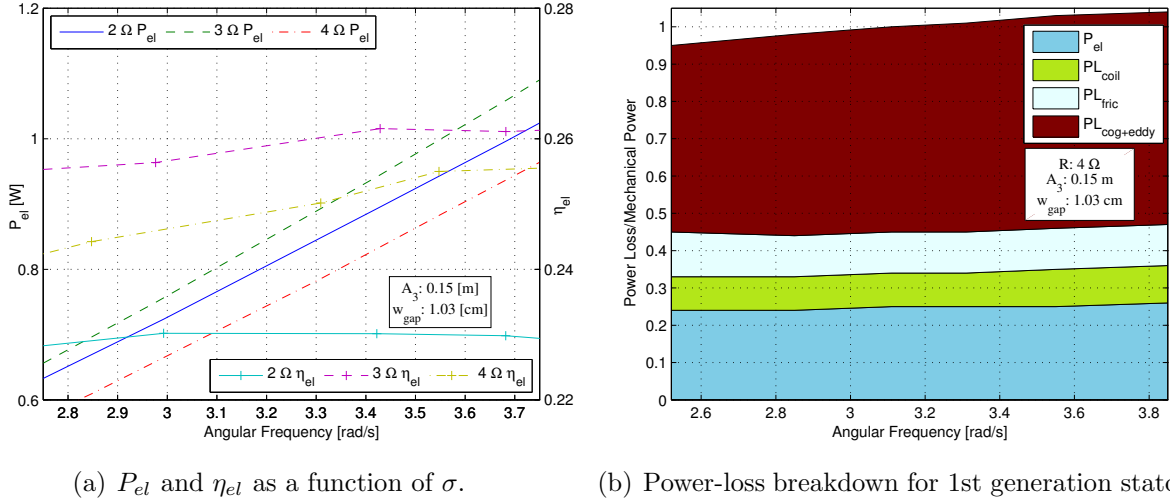 1.2
0.28
2 Ω P_el
3 Ω P_el
4 Ω P_el
1
0.26
P_el [W]
η_el
0.8
0.24
A_3: 0.15 [m]
w_gap: 1.03 [cm]
2 Ω η_el
3 Ω η_el
4 Ω η_el
0.6
0.22
2.8 2.9 3 3.1 3.2 3.3 3.4 3.5 3.6 3.7
Angular Frequency [rad/s]
(a) P_el and η_el as a function of σ.
Power Loss/Mechanical Power
1
0.9
0.8
0.7
0.6
0.5
0.4
0.3
0.2
0.1
0
P_el
PL_coil
PL_fric
PL_cog+eddy
R: 4 Ω
A_3: 0.15 m
w_gap: 1.03 cm
2.6 2.8 3 3.2 3.4 3.6 3.8
Angular Frequency [rad/s]
(b) Power-loss breakdown for 1st generation stato